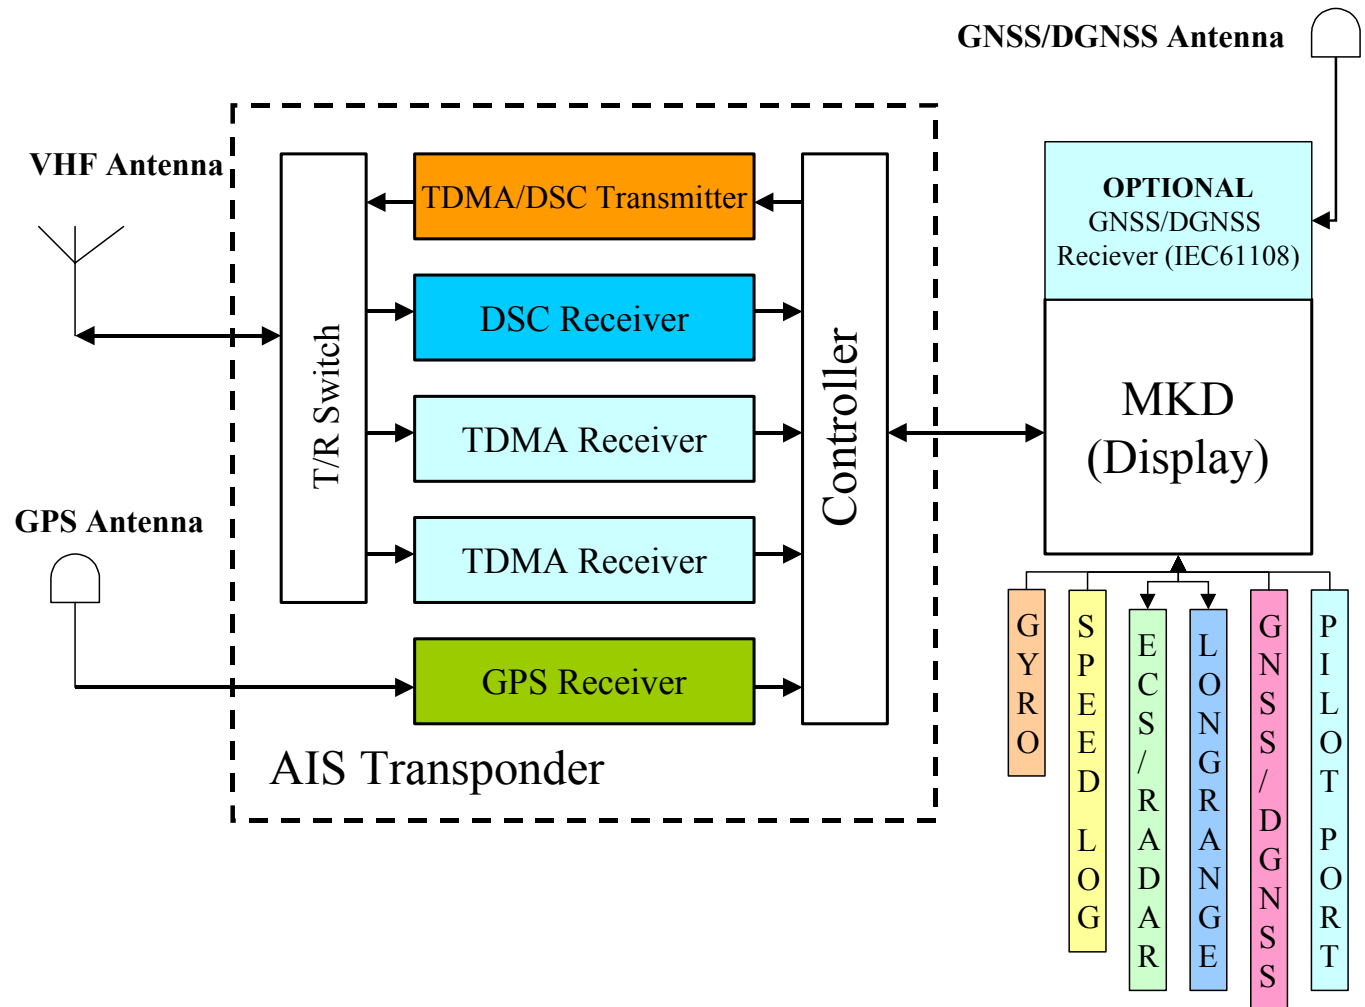 GNSS/DGNSS Antenna
VHF Antenna
T/R Switch
TDMA/DSC Transmitter
DSC Receiver
TDMA Receiver
TDMA Receiver
GPS Antenna
GPS Receiver
Controller
AIS Transponder
OPTIONAL
GNSS/DGNSS
Reciever (IEC61108)
MKD
(Display)
GYRO
SPEED LOG
ECS/RADAR
LONGRANGE
GNSS/DGNSS
PILOT PORT